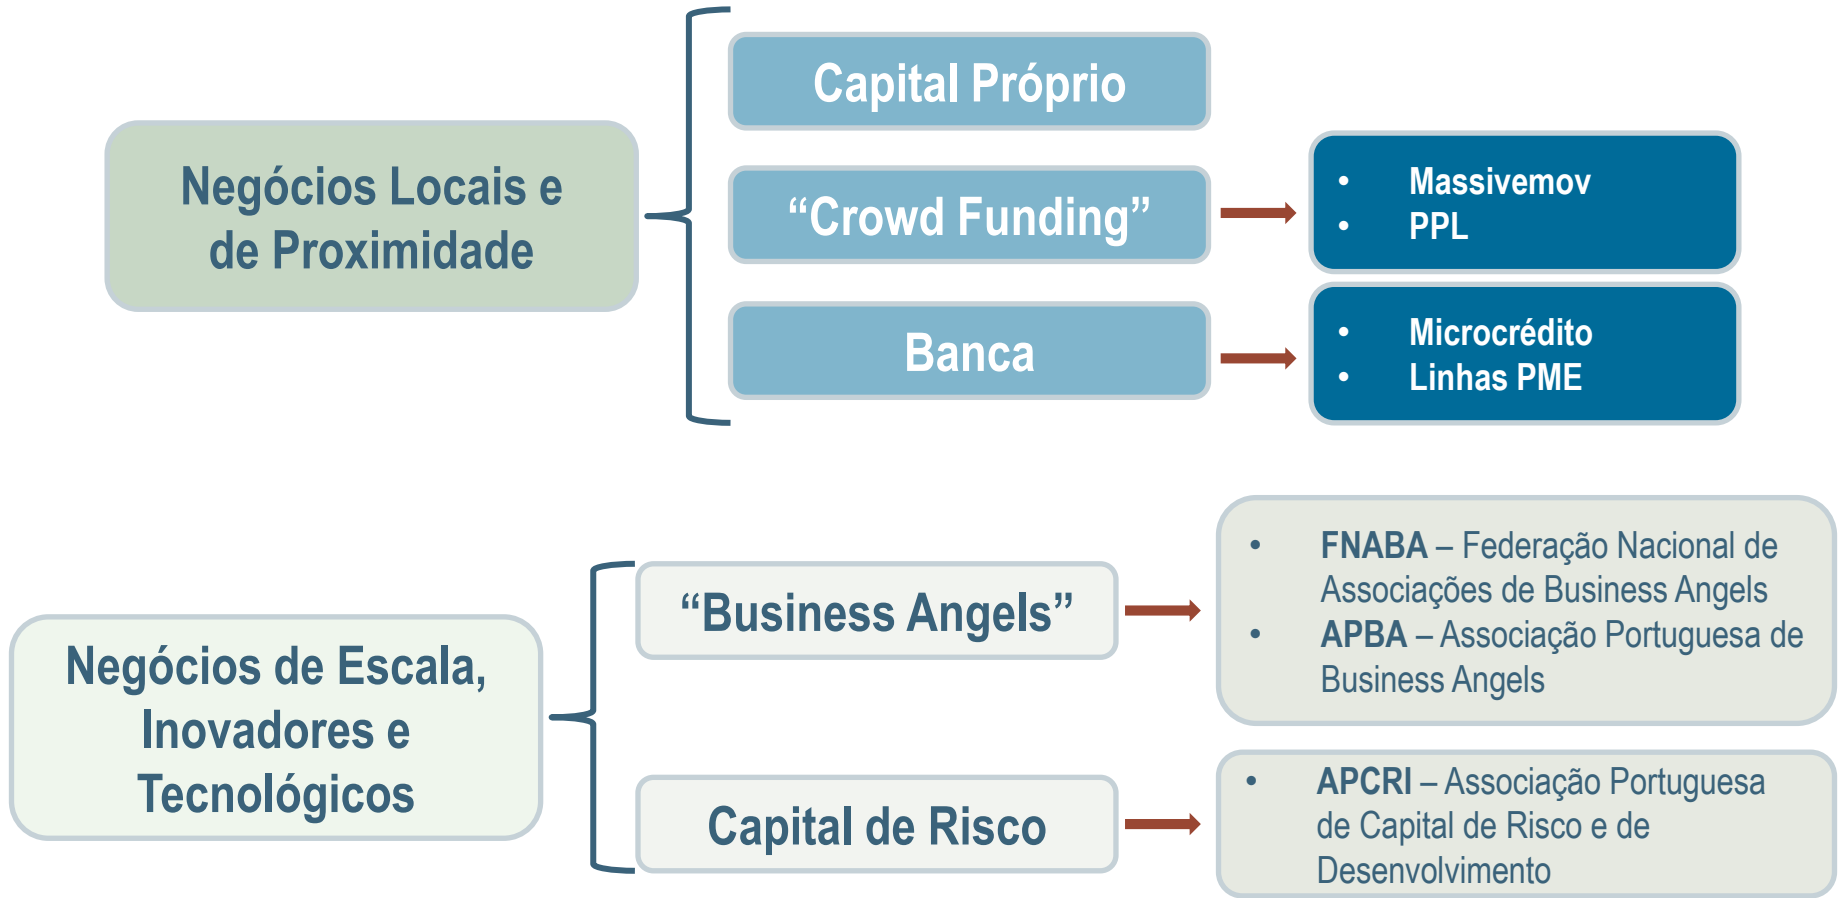 Negócios Locais e
de Proximidade
Capital Próprio
“Crowd Funding”
• Massivemov
• PPL
Banca
• Microcrédito
• Linhas PME
Negócios de Escala,
Inovadores e
Tecnológicos
“Business Angels”
• FNABA – Federação Nacional de
Associações de Business Angels
• APBA – Associação Portuguesa de
Business Angels
Capital de Risco
• APCRI – Associação Portuguesa
de Capital de Risco e de
Desenvolvimento